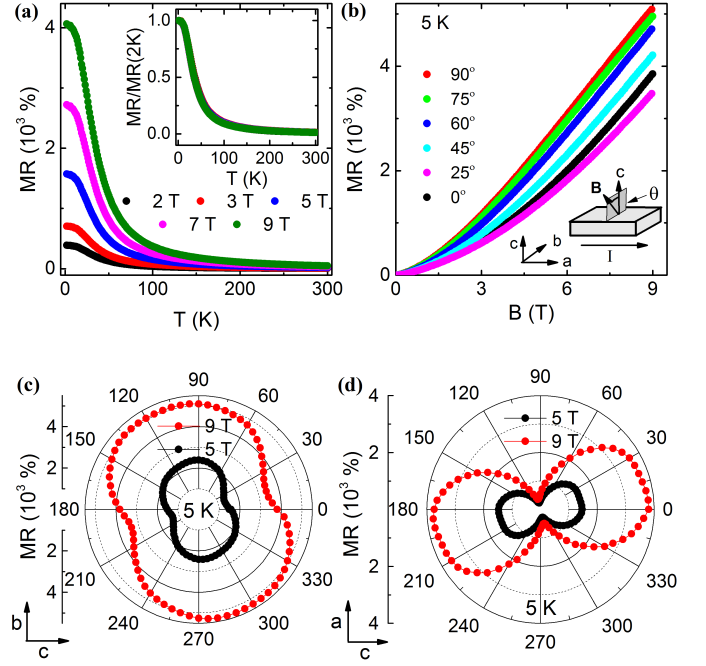 (a)
MR (10³ %)
4
2
0
0
100
200
300
T (K)
MR/MR(2K)
1.0
0.5
0.0
0
100
200
300
T (K)
2 T
3 T
5 T
7 T
9 T
(b)
5 K
MR (10³ %)
4
2
0
0
3
6
9
B (T)
90°
75°
60°
45°
25°
0°
c
b
a
B
c
θ
I
(c)
MR (10³ %)
4
2
2
4
90
60
30
0
330
300
270
240
210
180
150
120
9 T
5 T
5 K
b
c
(d)
MR (10³ %)
4
2
0
2
4
90
60
30
0
330
300
270
240
210
180
150
120
5 T
9 T
5 K
a
c